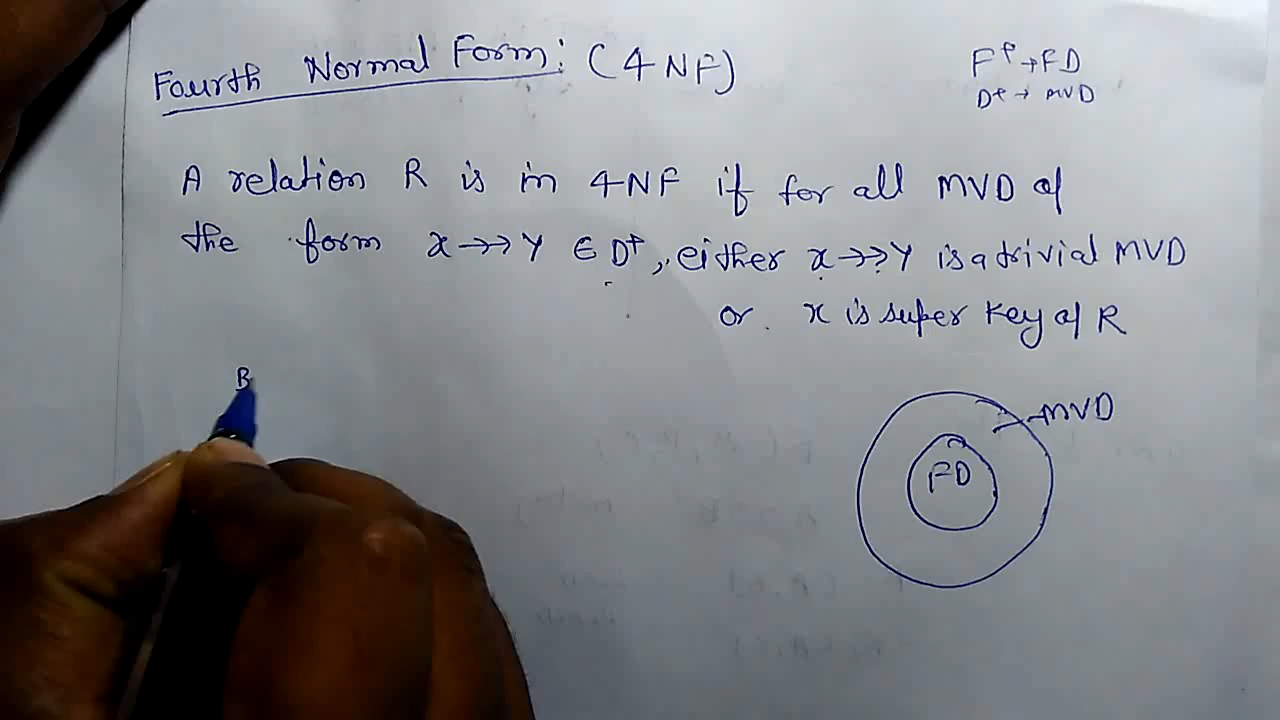 Fourth Normal Form: (4NF)
F⁺→FD
D⁺→ MVD
A relation R is in 4NF if for all MVD of
the form x→→Y ∈ D⁺, either x→→Y is a trivial MVD
or x is super key of R
B
MVD
FD